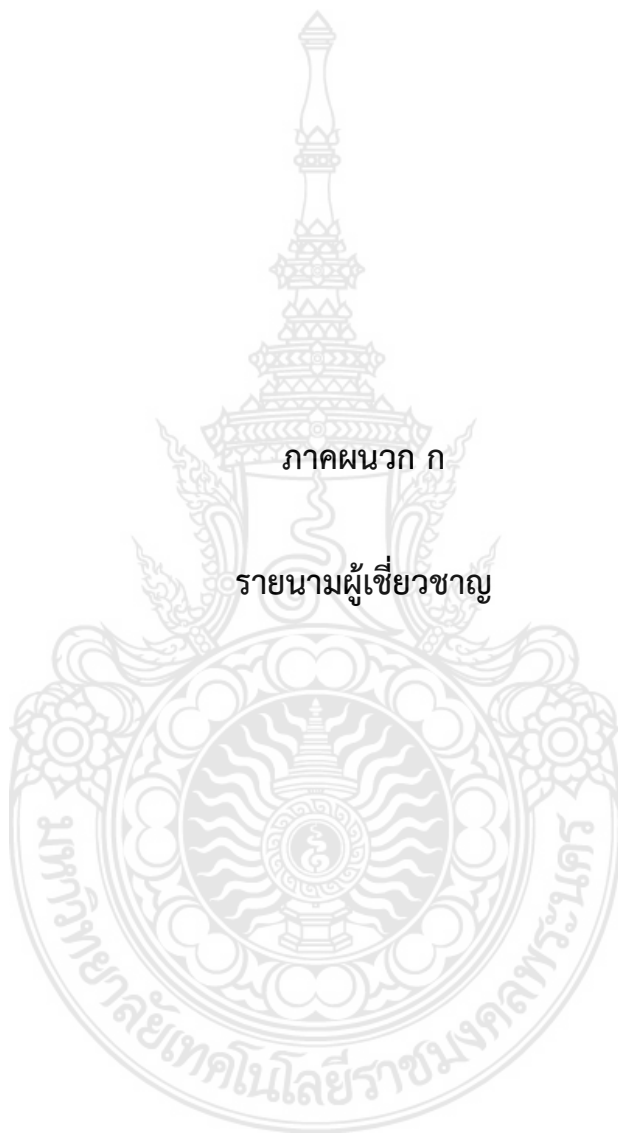 ภาคผนวก ก
รายนามผู้เชี่ยวชาญ
มหาวิทยาลัยเทคโนโลยีราชมงคลพระนคร